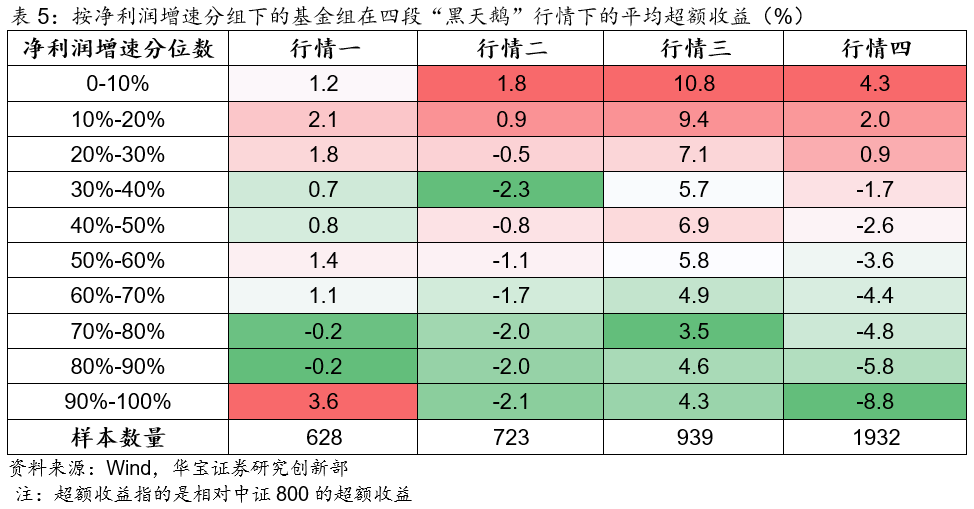 表 5：按净利润增速分组下的基金组在四段“黑天鹅”行情下的平均超额收益（%）
净利润增速分位数 行情一 行情二 行情三 行情四
0-10% 1.2 1.8 10.8 4.3
10%-20% 2.1 0.9 9.4 2.0
20%-30% 1.8 -0.5 7.1 0.9
30%-40% 0.7 -2.3 5.7 -1.7
40%-50% 0.8 -0.8 6.9 -2.6
50%-60% 1.4 -1.1 5.8 -3.6
60%-70% 1.1 -1.7 4.9 -4.4
70%-80% -0.2 -2.0 3.5 -4.8
80%-90% -0.2 -2.0 4.6 -5.8
90%-100% 3.6 -2.1 4.3 -8.8
样本数量 628 723 939 1932
资料来源：Wind，华宝证券研究创新部
注：超额收益指的是相对中证 800 的超额收益